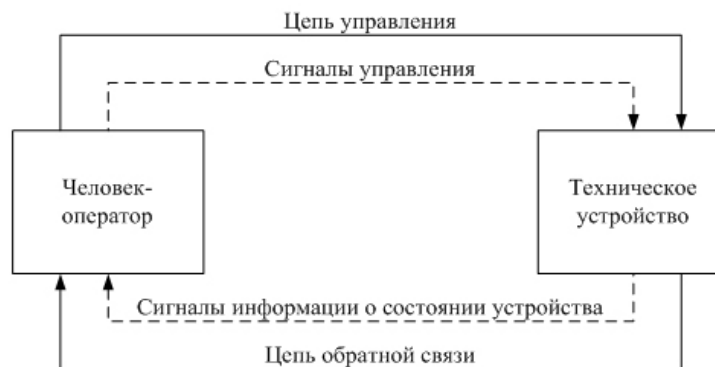 Цепь управления
Сигналы управления
Человек-
оператор
Техническое
устройство
Сигналы информации о состоянии устройства
Цепь обратной связи